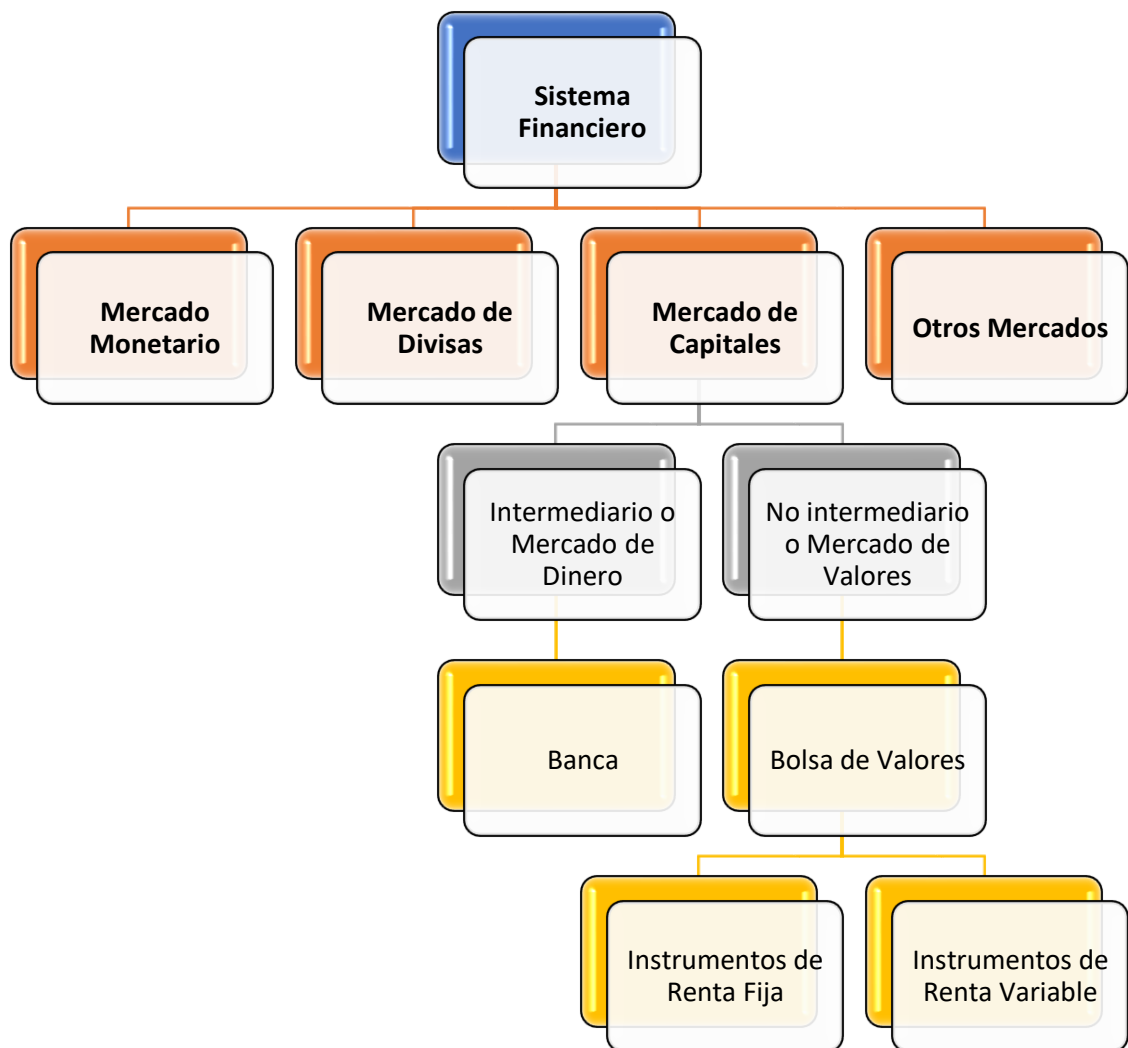 Sistema
Financiero
Mercado
Monetario
Mercado de
Divisas
Mercado de
Capitales
Otros Mercados
Intermediario o
Mercado de
Dinero
No intermediario
o Mercado de
Valores
Banca
Bolsa de Valores
Instrumentos de
Renta Fija
Instrumentos de
Renta Variable